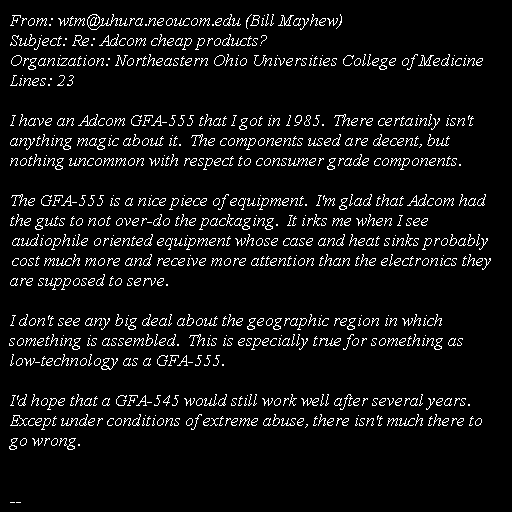 From: wtm@uhura.neoucom.edu (Bill Mayhew)
Subject: Re: Adcom cheap products?
Organization: Northeastern Ohio Universities College of Medicine
Lines: 23

I have an Adcom GFA-555 that I got in 1985.  There certainly isn't
anything magic about it.  The components used are decent, but
nothing uncommon with respect to consumer grade components.

The GFA-555 is a nice piece of equipment.  I'm glad that Adcom had
the guts to not over-do the packaging.  It irks me when I see
audiophile oriented equipment whose case and heat sinks probably
cost much more and receive more attention than the electronics they
are supposed to serve.

I don't see any big deal about the geographic region in which
something is assembled.  This is especially true for something as
low-technology as a GFA-555.

I'd hope that a GFA-545 would still work well after several years.
Except under conditions of extreme abuse, there isn't much there to
go wrong.

--